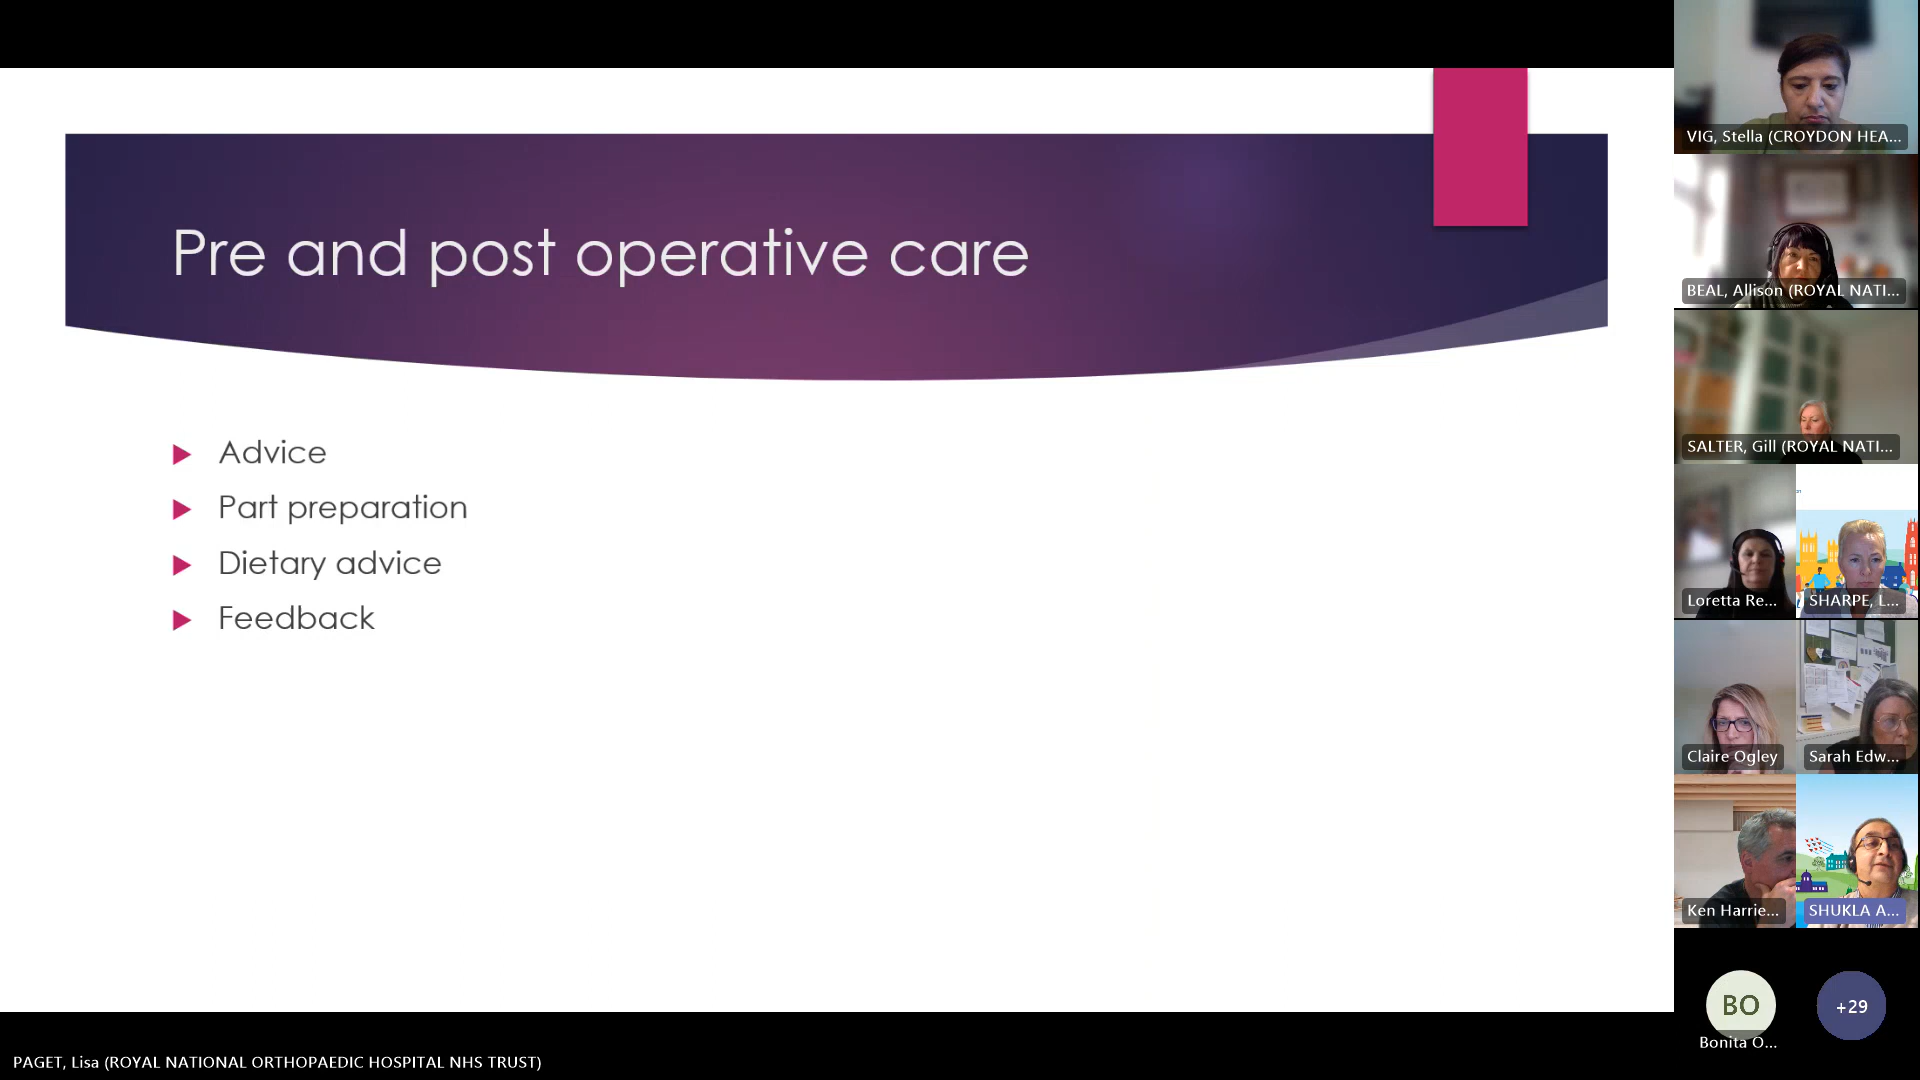 Pre and post operative care
Advice
Part preparation
Dietary advice
Feedback
VIG, Stella (CROYDON HEA...
BEAL, Allison (ROYAL NATI...
SALTER, Gill (ROYAL NATI...
Loretta Re...
SHARPE, L...
Claire Ogley
Sarah Edw...
Ken Harrie...
SHUKLA A...
BO
+29
Bonita O...
PAGET, Lisa (ROYAL NATIONAL ORTHOPAEDIC HOSPITAL NHS TRUST)